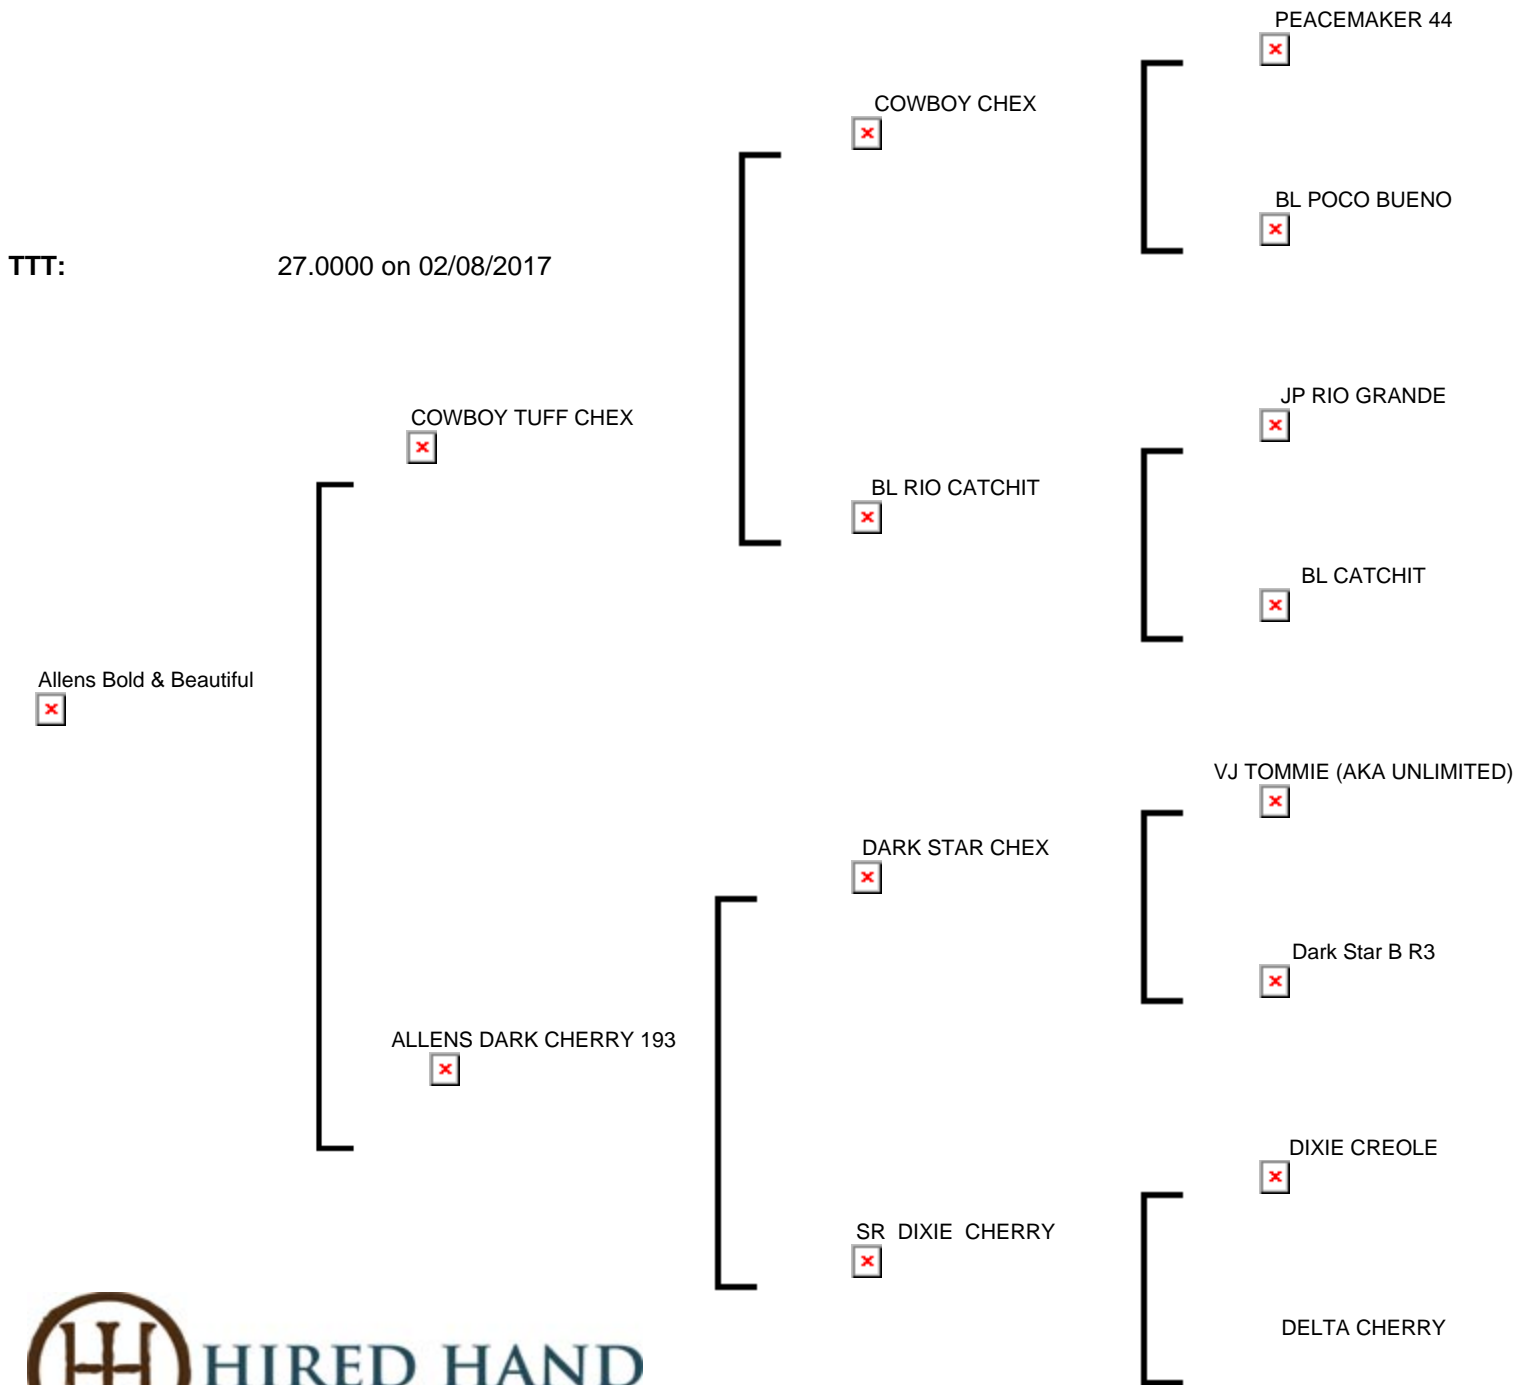 PEACEMAKER 44
COWBOY CHEX
BL POCO BUENO
TTT: 27.0000 on 02/08/2017
JP RIO GRANDE
COWBOY TUFF CHEX
BL RIO CATCHIT
BL CATCHIT
Allens Bold & Beautiful
VJ TOMMIE (AKA UNLIMITED)
DARK STAR CHEX
Dark Star B R3
ALLENS DARK CHERRY 193
DIXIE CREOLE
SR DIXIE CHERRY
DELTA CHERRY
HIRED HAND